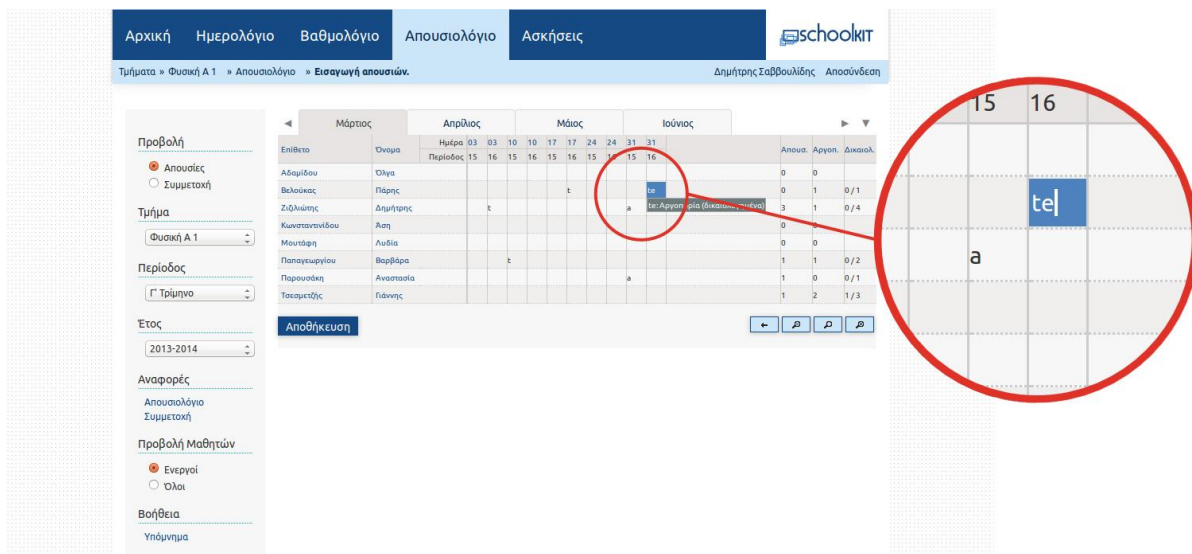 Αρχική Ημερολόγιο Βαθμολόγιο Απουσιολόγιο Ασκήσεις schoolkit
Τμήματα » Φυσική Α 1 » Απουσιολόγιο » Εισαγωγή απουσιών. Δημήτρης Σαββουλίδης Αποσύνδεση
Προβολή
Απουσίες
Συμμετοχή
Τμήμα
Φυσική Α 1
Περίοδος
Γ' Τρίμηνο
Έτος
2013-2014
Αναφορές
Απουσιολόγιο
Συμμετοχή
Προβολή Μαθητών
Ενεργοί
Όλοι
Βοήθεια
Υπόμνημα
Μάρτιος Απρίλιος Μάιος Ιούνιος
Επίθετο Όνομα Ημέρα 03 03 10 10 17 17 24 24 31 31 Απουσ. Αργοπ. Δικαιολ.
Περίοδος 15 16 15 16 15 16 15 15 16
Αδαμίδου Όλγα 0 0
Βελούκας Πάρης t te 0 1 0 / 1
te: Αργοπορία (δικαιολογημένα)
Ζιζιλιώτης Δημήτρης t a 3 1 0 / 4
Κωνσταντινίδου Άση 0
Μουτάφη Λυδία 0 0
Παπαγεωργίου Βαρβάρα t 1 1 0 / 2
Παρουσάκη Αναστασία a 1 0 0 / 1
Τσεσμετζής Γιάννης 1 2 1 / 3
Αποθήκευση
15 16
te
a